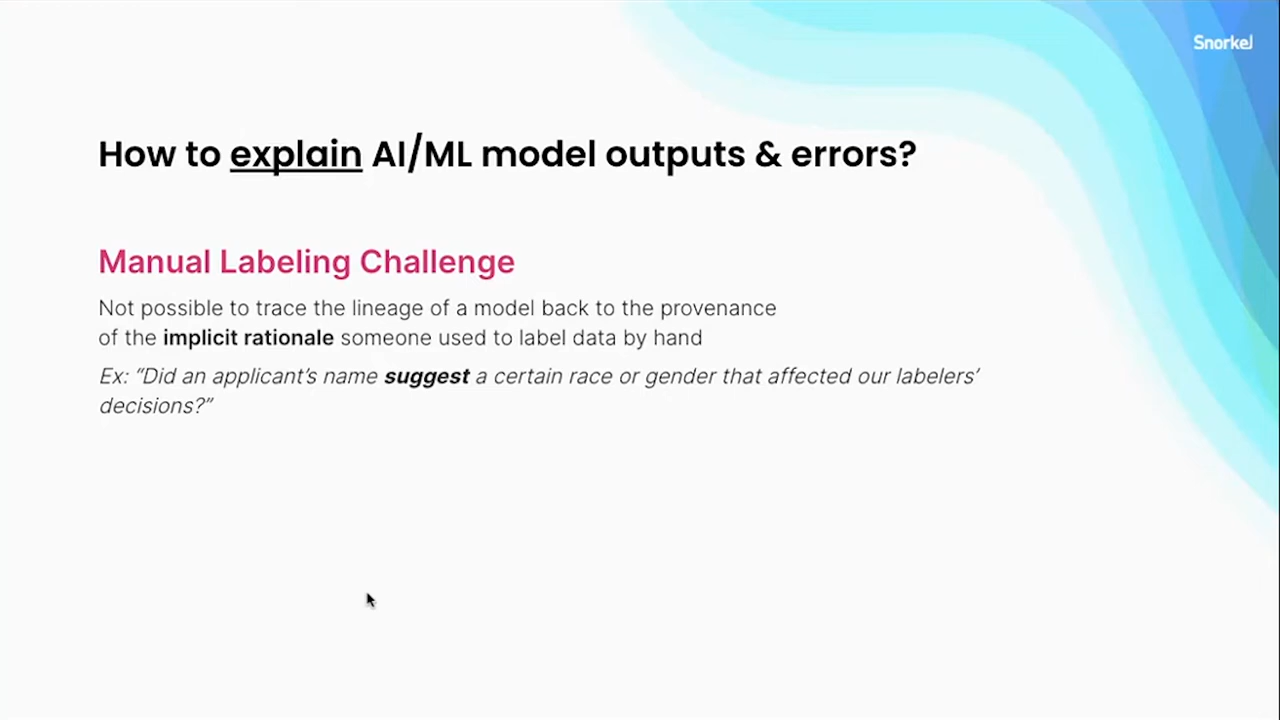 Snorkel
How to explain AI/ML model outputs & errors?
Manual Labeling Challenge
Not possible to trace the lineage of a model back to the provenance
of the implicit rationale someone used to label data by hand
Ex: “Did an applicant’s name suggest a certain race or gender that affected our labelers’
decisions?”